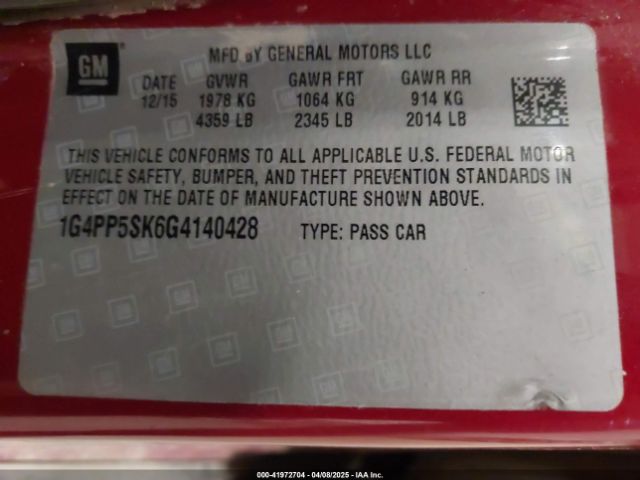 GM
MFD BY GENERAL MOTORS LLC
DATE GVWR GAWR FRT GAWR RR
12/15 1978 KG 1064 KG 914 KG
4359 LB 2345 LB 2014 LB
THIS VEHICLE CONFORMS TO ALL APPLICABLE U.S. FEDERAL MOTOR
VEHICLE SAFETY, BUMPER, AND THEFT PREVENTION STANDARDS IN
EFFECT ON THE DATE OF MANUFACTURE SHOWN ABOVE.
1G4PP5SK6G4140428 TYPE: PASS CAR
000-41972704 - 04/08/2025 - IAA Inc.